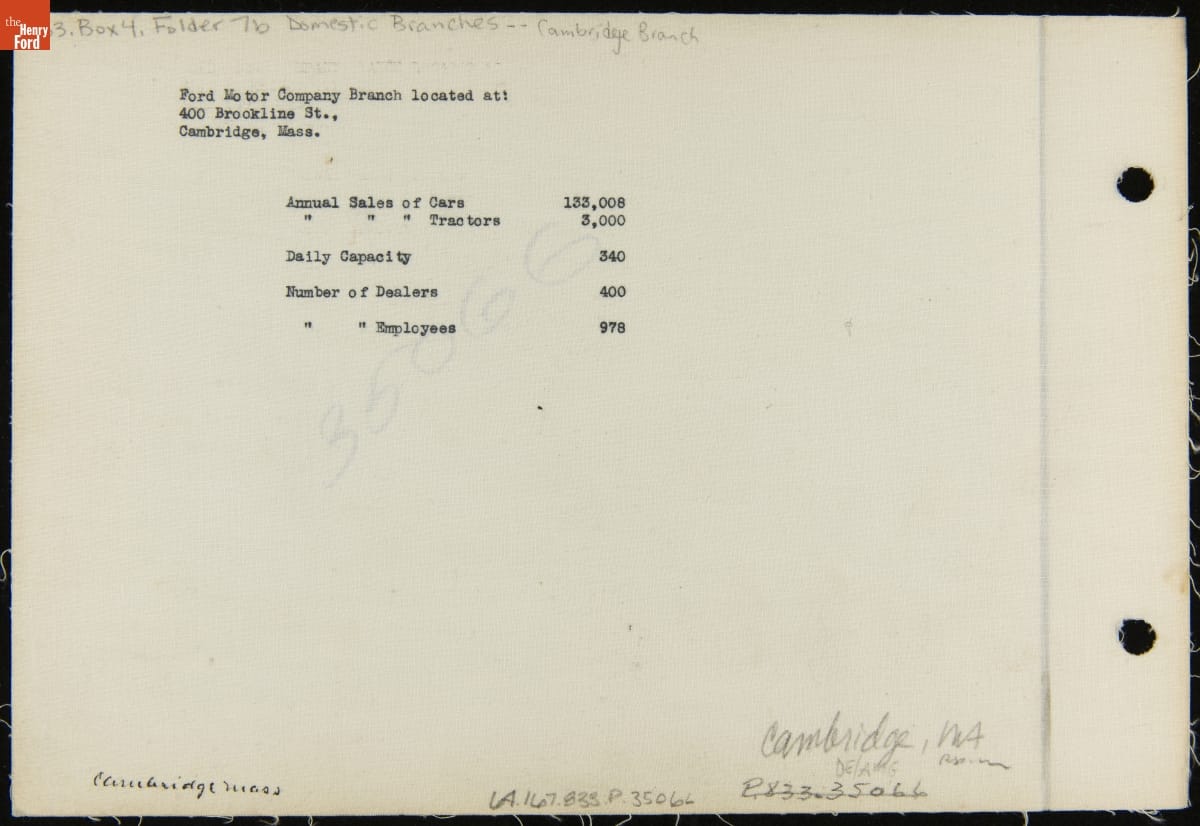 the
Henry
Ford
3. Box 4, Folder 7b Domestic Branches -- Cambridge Branch
Ford Motor Company Branch located at:
400 Brookline St.,
Cambridge, Mass.
Annual Sales of Cars 133,008
" " " Tractors 3,000
Daily Capacity 340
Number of Dealers 400
" " Employees 978
35066
Cambridge, MA
Cambridge Mass
P.833.35066
LA.167.833.P.35066